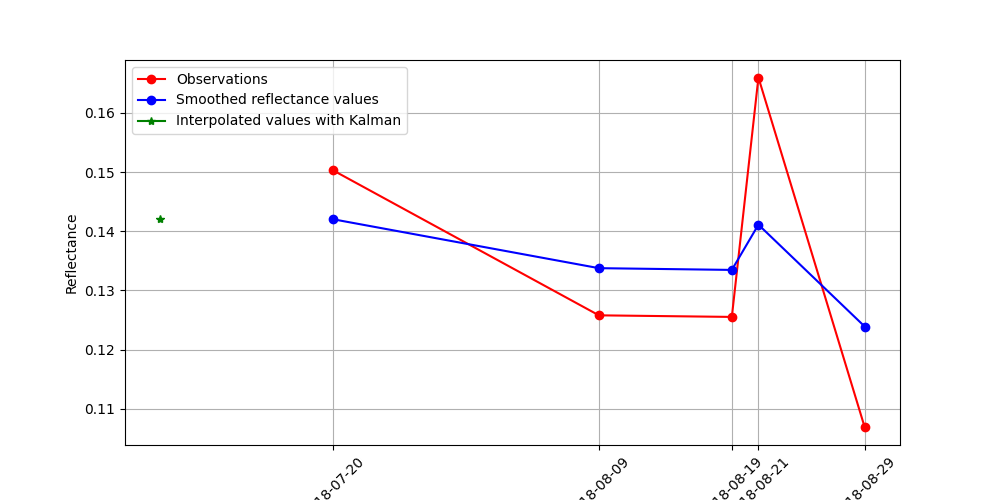 Observations
Smoothed reflectance values
Interpolated values with Kalman
0.16
0.15
0.14
0.13
0.12
0.11
Reflectance
18-07-20
18-08-09
18-08-19
18-08-21
18-08-29